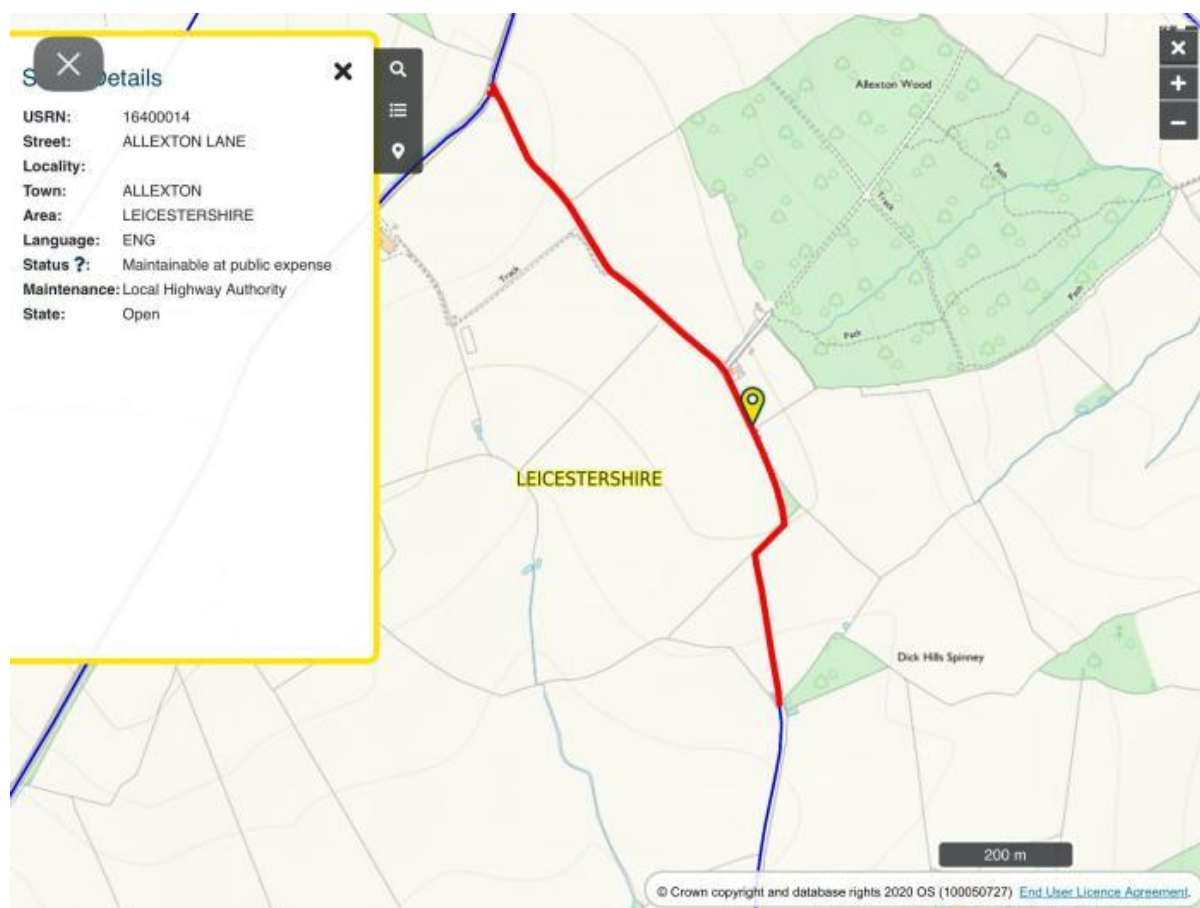 S etails
USRN: 16400014
Street: ALLEXTON LANE
Locality:
Town: ALLEXTON
Area: LEICESTERSHIRE
Language: ENG
Status ?: Maintainable at public expense
Maintenance: Local Highway Authority
State: Open
Allexton Wood
Path
Track
Track
Path
Path
LEICESTERSHIRE
Dick Hills Spinney
200 m
© Crown copyright and database rights 2020 OS (100050727) End User Licence Agreement.